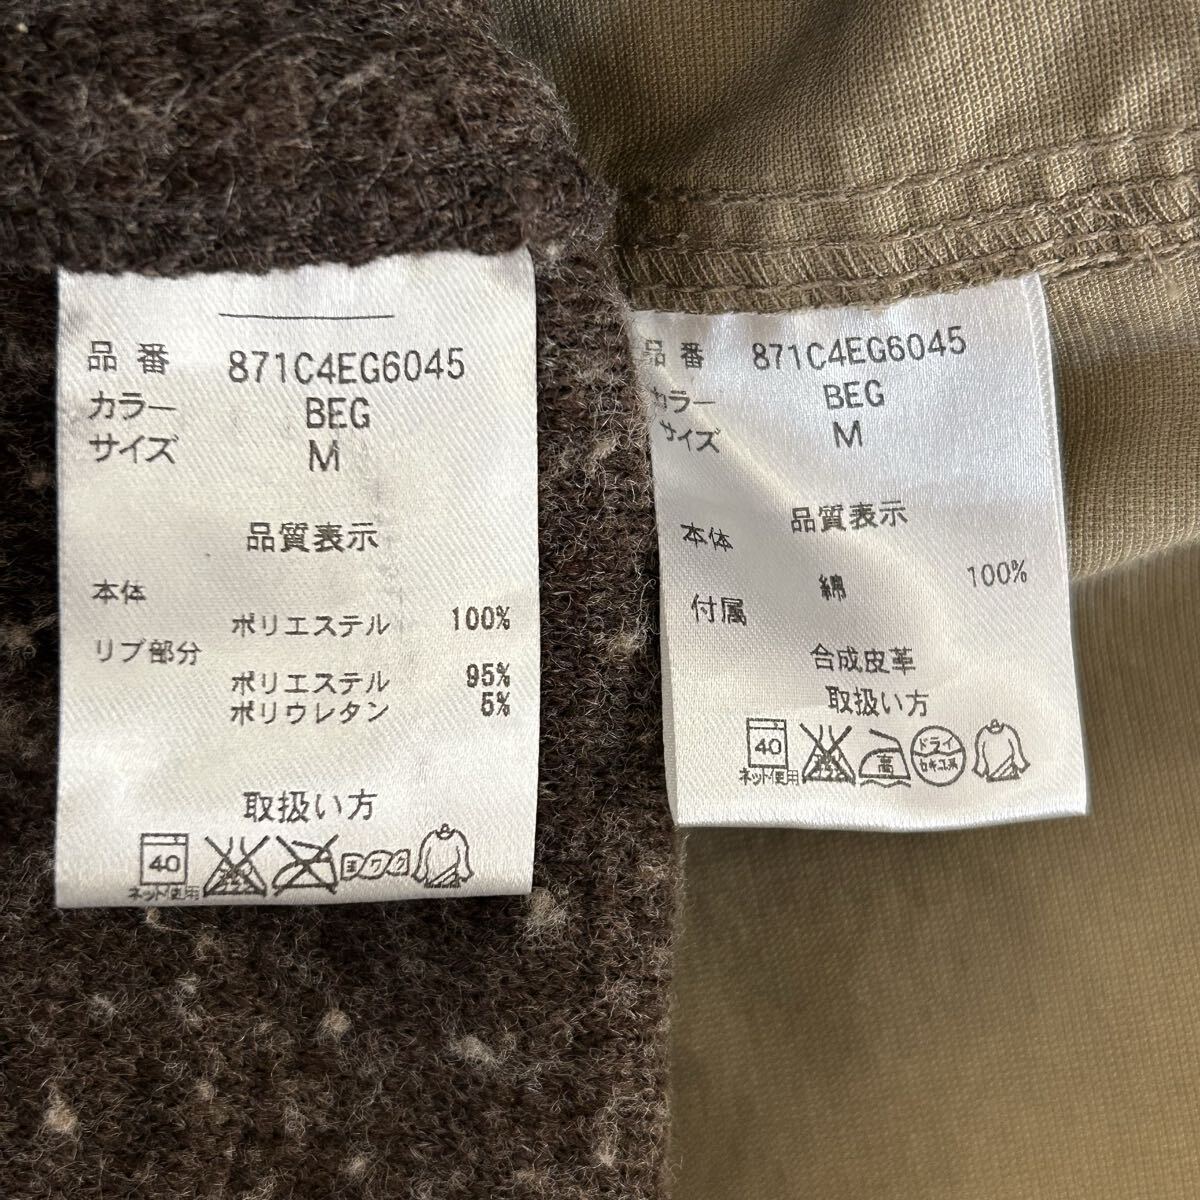 品番 871C4EG6045
カラー BEG
サイズ M
品質表示
本体
ポリエステル 100%
リブ部分
ポリエステル 95%
ポリウレタン 5%
取扱い方
40
ネット使用
ヨワク
品番 871C4EG6045
カラー BEG
サイズ M
品質表示
本体
綿 100%
付属
合成皮革
取扱い方
40 高 ドライ
ネット使用 セキユ系